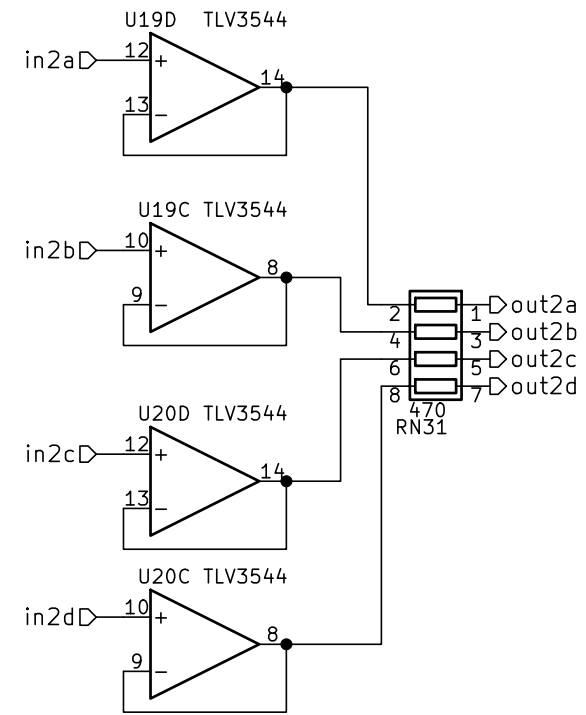 U19D TLV3544
in2a
12
+
14
13
−
U19C TLV3544
in2b
10
+
8
9
−
2
1
out2a
4
3
out2b
6
5
out2c
8
7
out2d
470
RN31
U20D TLV3544
in2c
12
+
14
13
−
U20C TLV3544
in2d
10
+
8
9
−